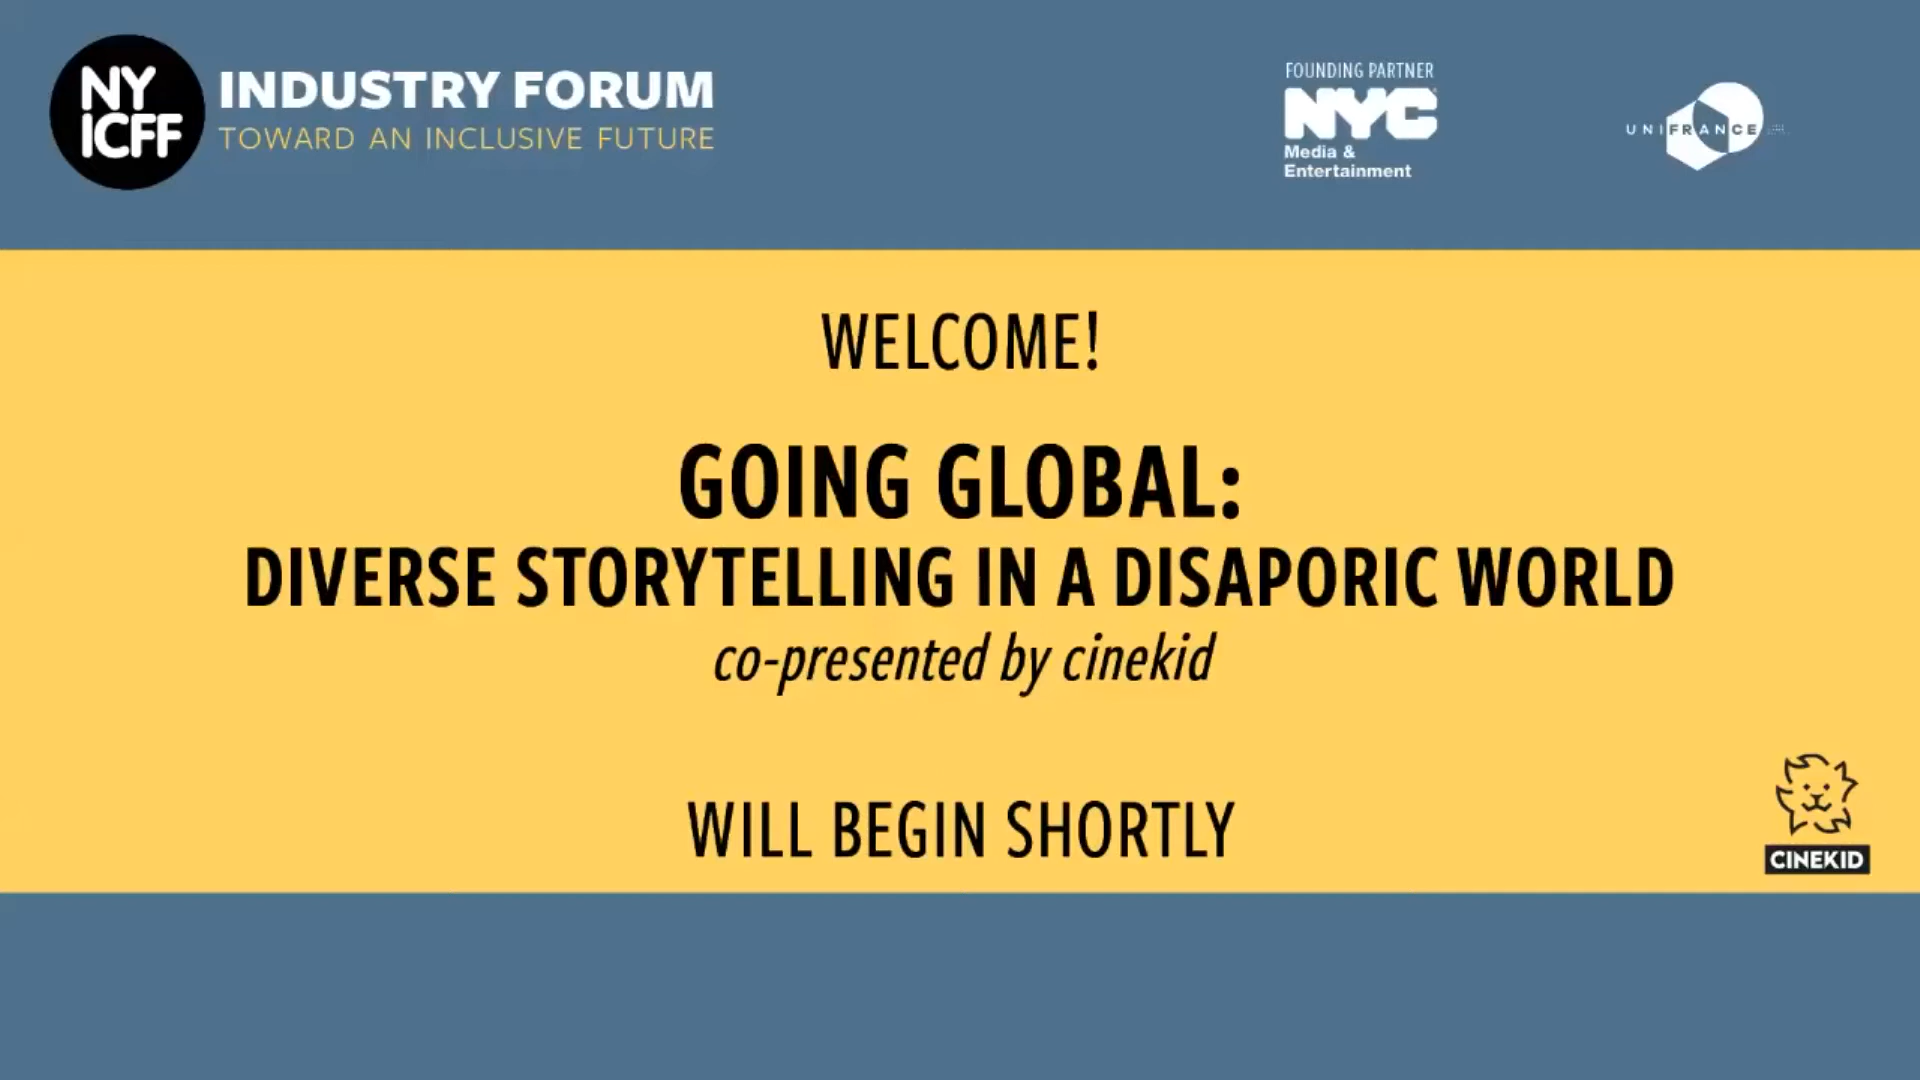 NY
ICFF
INDUSTRY FORUM
TOWARD AN INCLUSIVE FUTURE
FOUNDING PARTNER
NYC
Media &
Entertainment
UNIFRANCE
WELCOME!
GOING GLOBAL:
DIVERSE STORYTELLING IN A DISAPORIC WORLD
co-presented by cinekid
WILL BEGIN SHORTLY
CINEKID